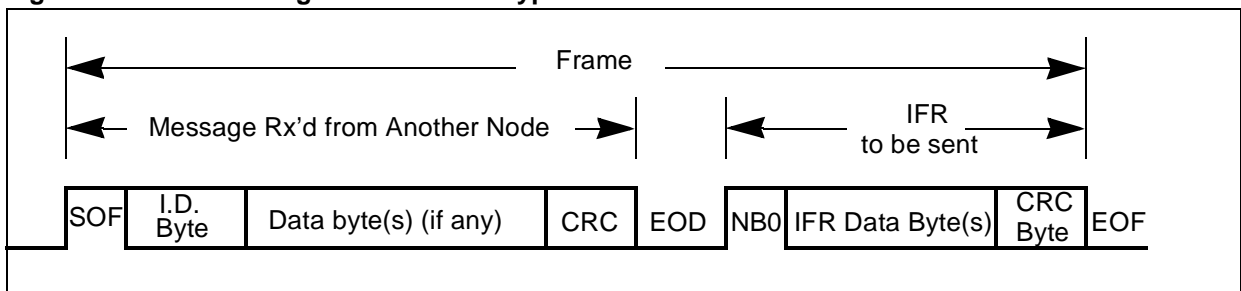 Frame
Message Rx'd from Another Node
IFR
to be sent
SOF
I.D.
Byte
Data byte(s) (if any)
CRC
EOD
NB0
IFR Data Byte(s)
CRC
Byte
EOF